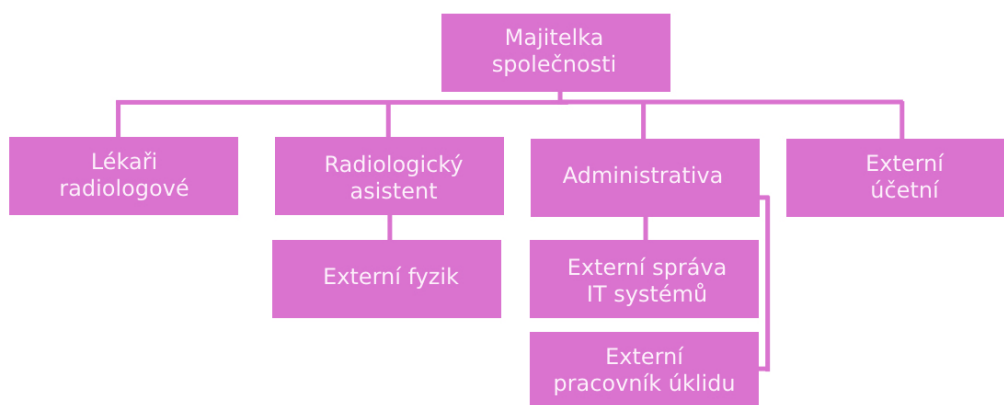 Majitelka
společnosti
Lékaři
radiologové
Radiologický
asistent
Administrativa
Externí
účetní
Externí fyzik
Externí správa
IT systémů
Externí
pracovník úklidu